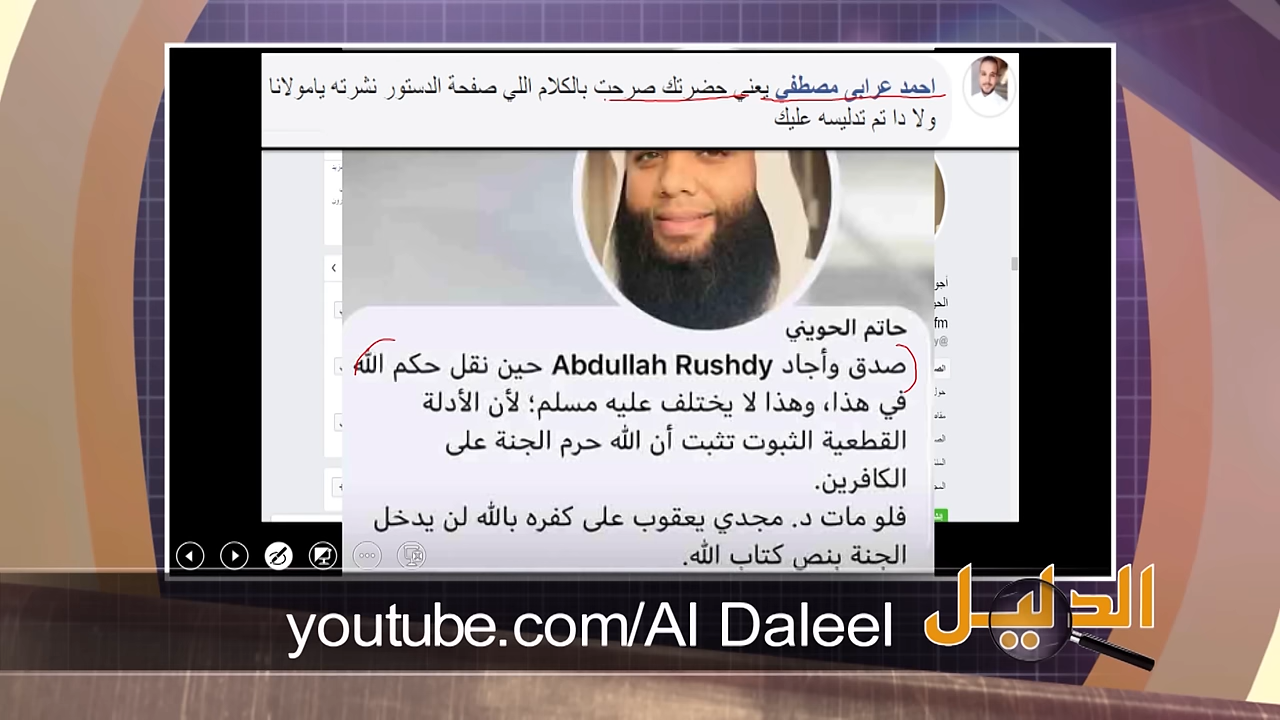 احمد عرابى مصطفي يعني حضرتك صرحت بالكلام اللي صفحة الدستور نشرته يامولانا
ولا دا تم تدليسه عليك
حاتم الحويني
صدق وأجاد Abdullah Rushdy حين نقل حكم الله
في هذا، وهذا لا يختلف عليه مسلم؛ لأن الأدلة
القطعية الثبوت تثبت أن الله حرم الجنة على
الكافرين.
فلو مات د. مجدي يعقوب على كفره بالله لن يدخل
الجنة بنص كتاب الله.
fm
youtube.com/Al Daleel
الدليل